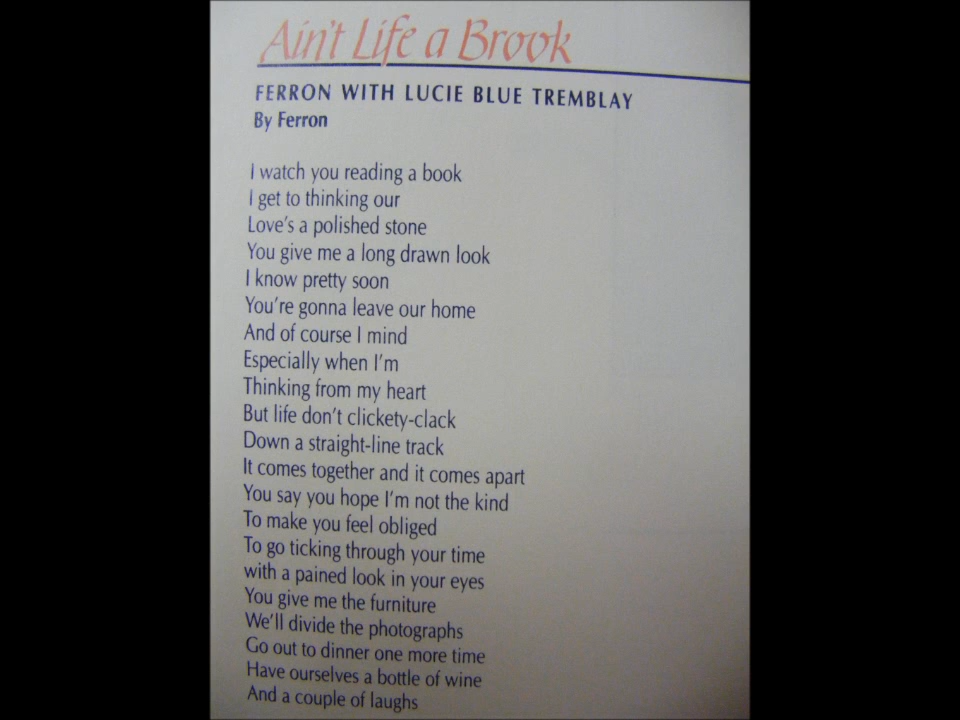 Ain't Life a Brook
FERRON WITH LUCIE BLUE TREMBLAY
By Ferron
I watch you reading a book
I get to thinking our
Love's a polished stone
You give me a long drawn look
I know pretty soon
You're gonna leave our home
And of course I mind
Especially when I'm
Thinking from my heart
But life don't clickety-clack
Down a straight-line track
It comes together and it comes apart
You say you hope I'm not the kind
To make you feel obliged
To go ticking through your time
with a pained look in your eyes
You give me the furniture
We'll divide the photographs
Go out to dinner one more time
Have ourselves a bottle of wine
And a couple of laughs